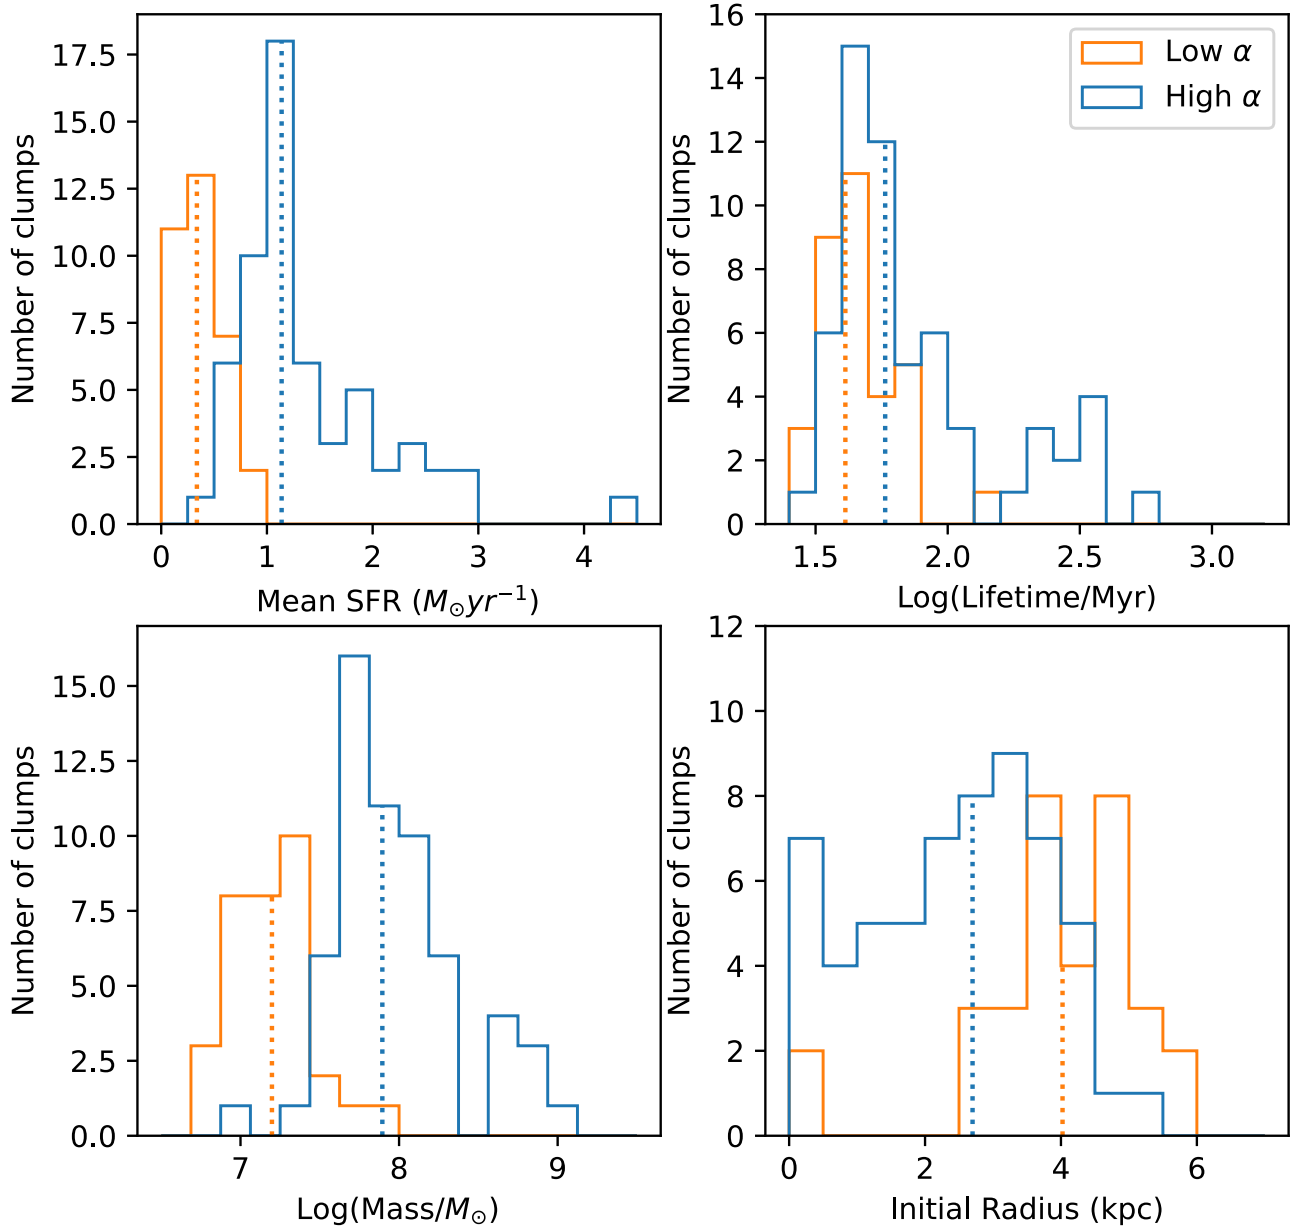 17.5
15.0
12.5
10.0
7.5
5.0
2.5
0.0
Number of clumps
0 1 2 3 4
Mean SFR (M⊙yr⁻¹)
16
14
12
10
8
6
4
2
0
Number of clumps
Low α
High α
1.5 2.0 2.5 3.0
Log(Lifetime/Myr)
15.0
12.5
10.0
7.5
5.0
2.5
0.0
Number of clumps
7 8 9
Log(Mass/M⊙)
12
10
8
6
4
2
0
Number of clumps
0 2 4 6
Initial Radius (kpc)